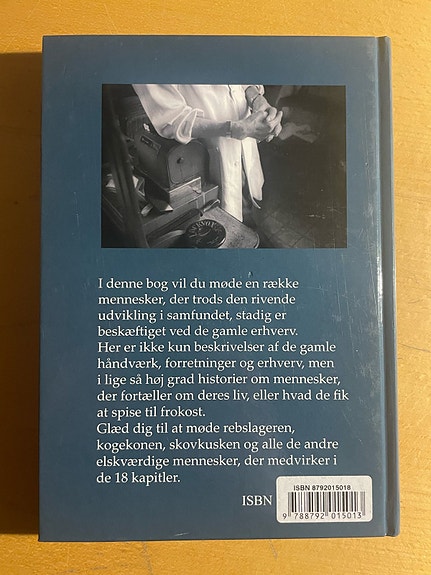 I denne bog vil du møde en række
mennesker, der trods den rivende
udvikling i samfundet, stadig er
beskæftiget ved de gamle erhverv.
Her er ikke kun beskrivelser af de gamle
håndværk, forretninger og erhverv, men
i lige så høj grad historier om mennesker,
der fortæller om deres liv, eller hvad de fik
at spise til frokost.
Glæd dig til at møde rebslageren,
kogekonen, skovkusken og alle de andre
elskværdige mennesker, der medvirker i
de 18 kapitler.
ISBN
ISBN 8792015018
9 788792 015013